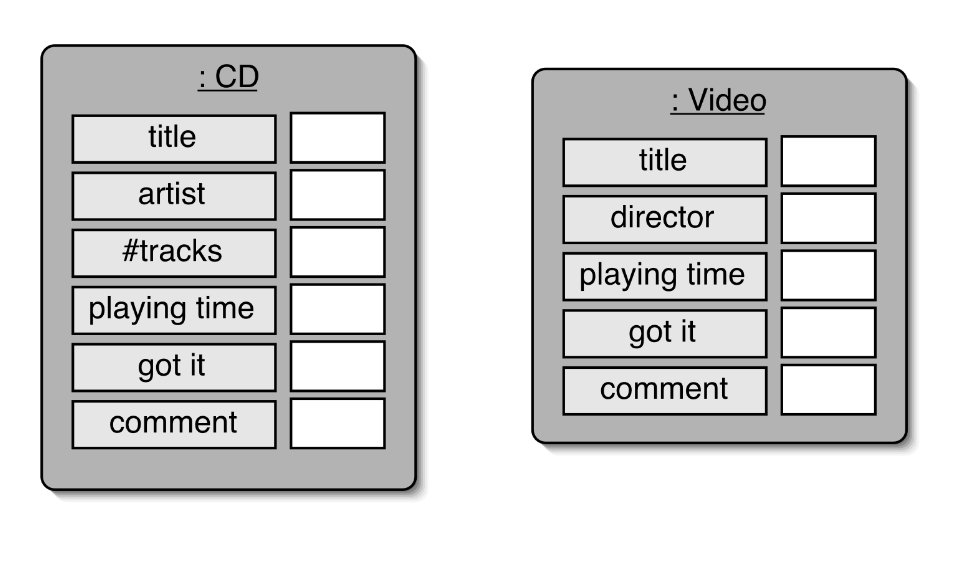 : CD
title
artist
#tracks
playing time
got it
comment
: Video
title
director
playing time
got it
comment